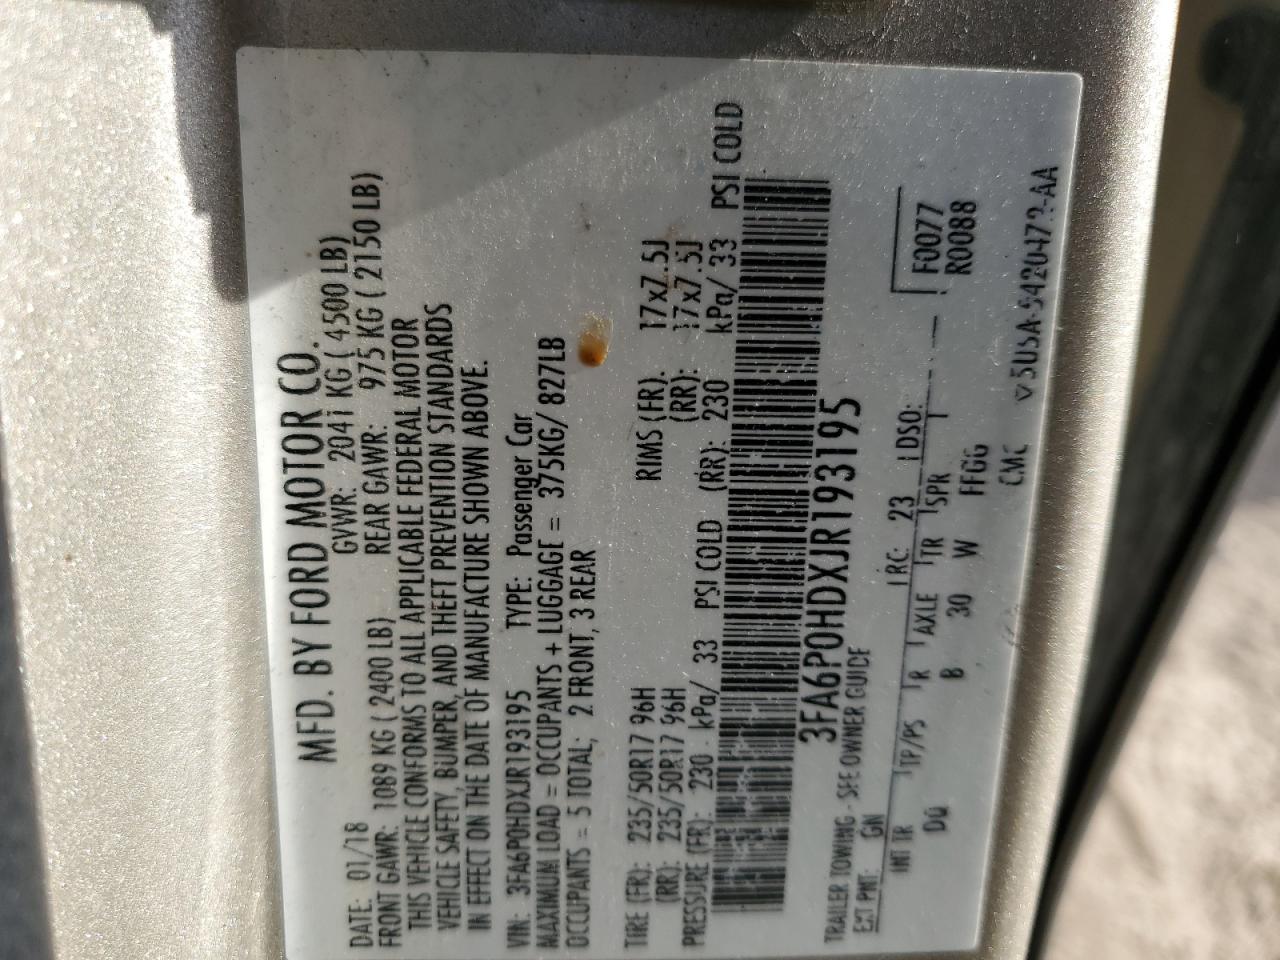 MFD. BY FORD MOTOR CO.
DATE: 01/18 GVWR: 2041 KG ( 4500 LB)
FRONT GAWR: 1089 KG ( 2400 LB) REAR GAWR: 975 KG ( 2150 LB)
THIS VEHICLE CONFORMS TO ALL APPLICABLE FEDERAL MOTOR
VEHICLE SAFETY, BUMPER, AND THEFT PREVENTION STANDARDS
IN EFFECT ON THE DATE OF MANUFACTURE SHOWN ABOVE.
VIN: 3FA6P0HDXJR193195 TYPE: Passenger Car
MAXIMUM LOAD = OCCUPANTS + LUGGAGE = 375KG/ 827LB
OCCUPANTS = 5 TOTAL; 2 FRONT, 3 REAR
TIRE (FR): 235/50R17 96H RIMS (FR): 17x7.5J
(RR): 235/50R17 96H (RR): 17x7.5J
PRESSURE (FR): 230 kPa/ 33 PSI COLD (RR): 230 kPa/ 33 PSI COLD
3FA6P0HDXJR193195
TRAILER TOWING - SEE OWNER GUIDE
EXT PNT: GN RC: 23 DSO: F0077
INT TR TP/PS R AXLE TR SPR R0088
DQ B 30 W FFGG
CMC